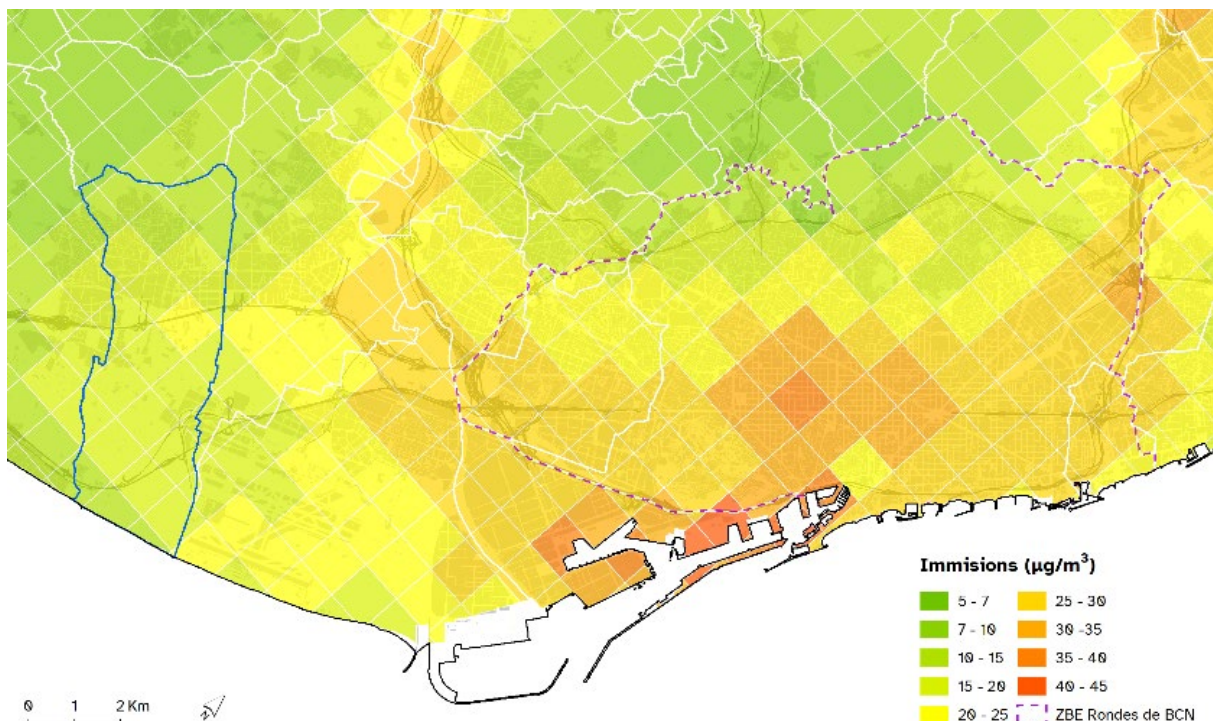 Immisions (µg/m³)
5 - 7
25 - 30
7 - 10
30 -35
10 - 15
35 - 40
15 - 20
40 - 45
20 - 25
ZBE Rondes de BCN
0 1 2 Km
N